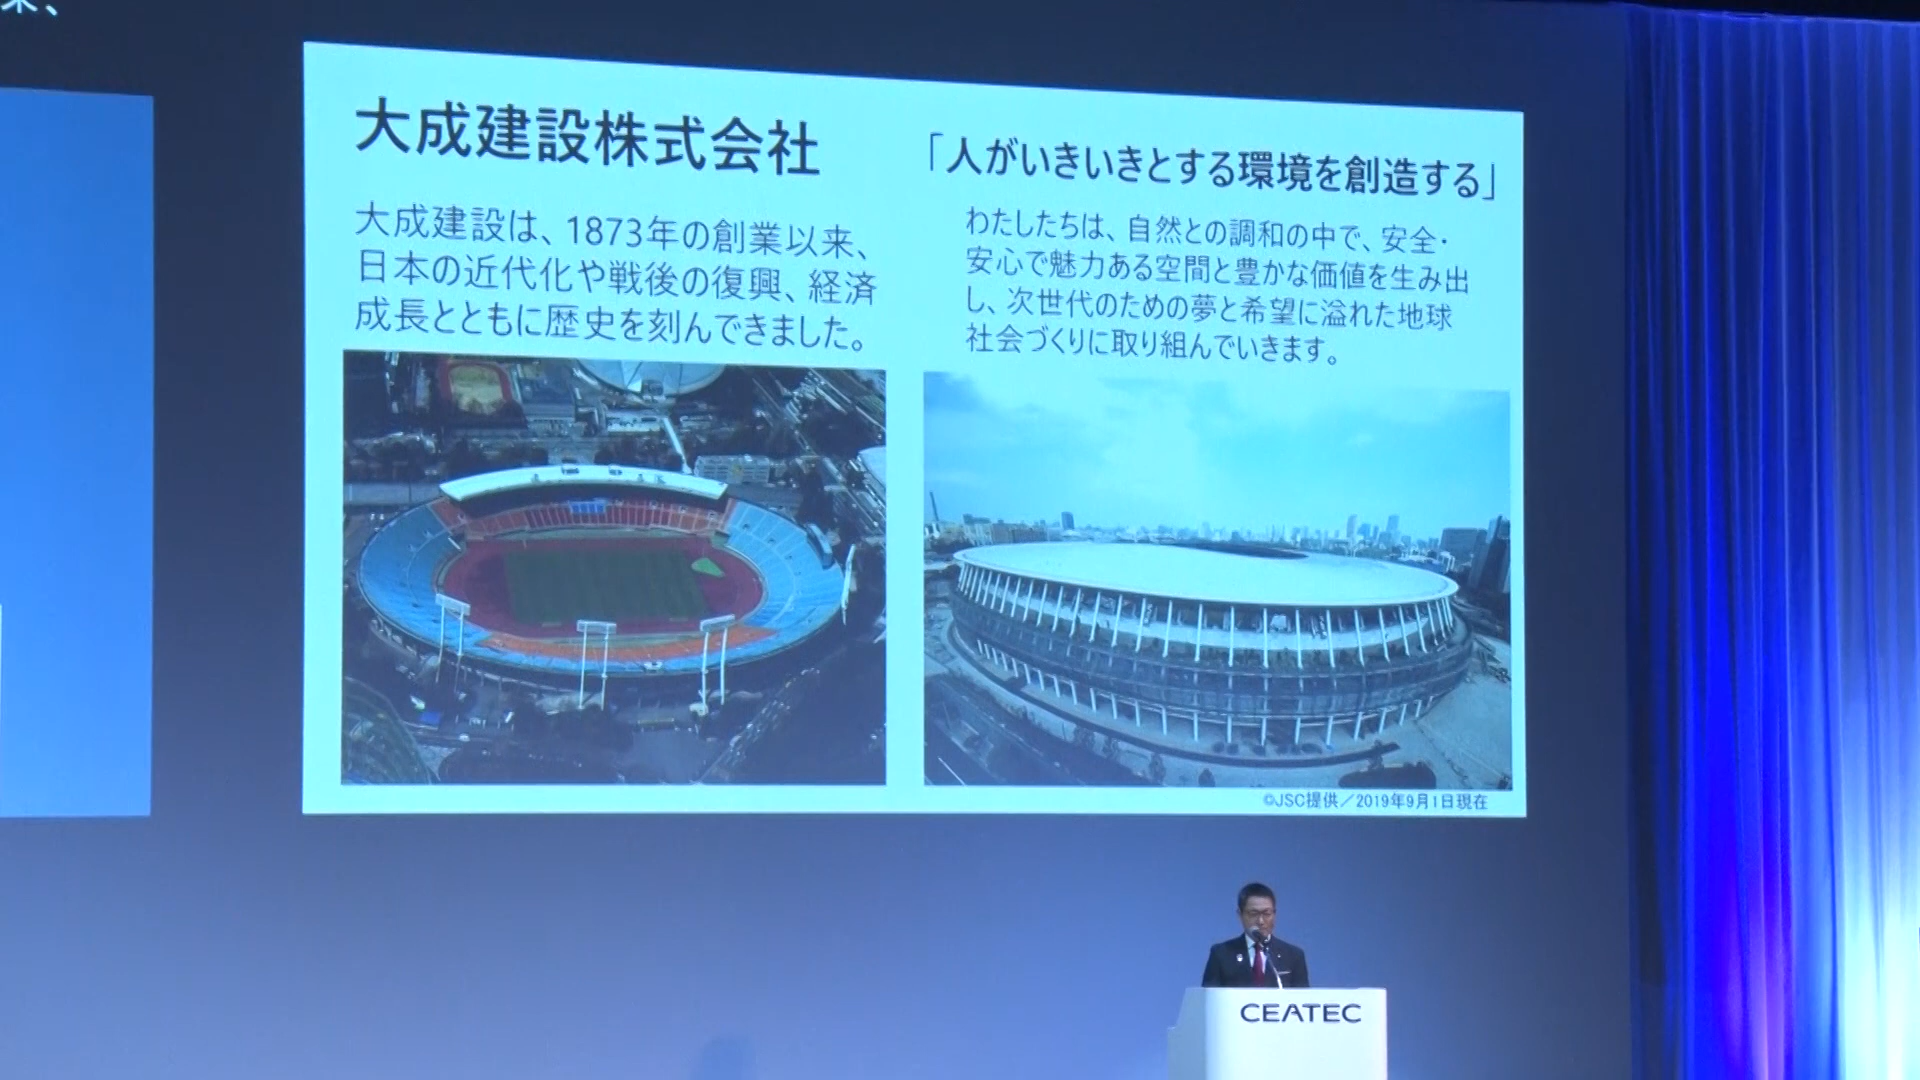 来、
大成建設株式会社
大成建設は、1873年の創業以来、
日本の近代化や戦後の復興、経済
成長とともに歴史を刻んできました。
「人がいきいきとする環境を創造する」
わたしたちは、自然との調和の中で、安全・
安心で魅力ある空間と豊かな価値を生み出
し、次世代のための夢と希望に溢れた地球
社会づくりに取り組んでいきます。
©JSC提供／2019年9月1日現在
CEATEC